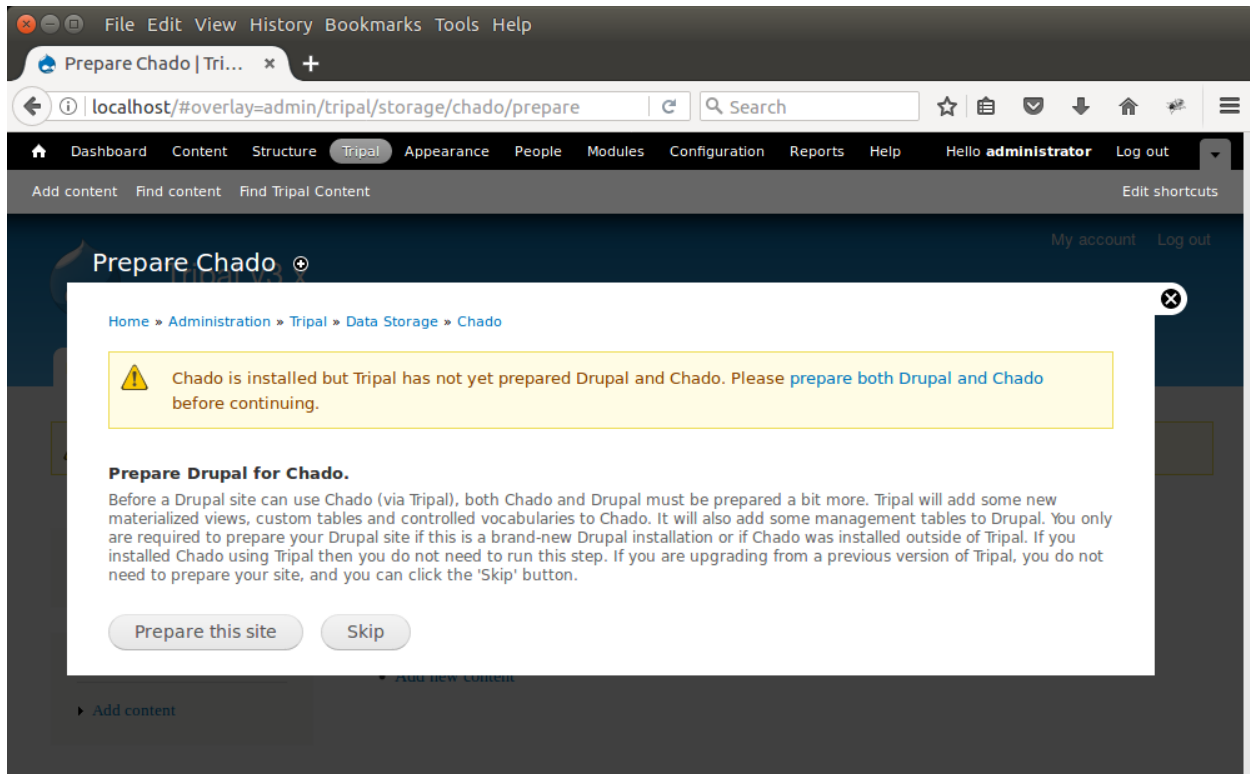 File Edit View History Bookmarks Tools Help
Prepare Chado | Tri...
localhost/#overlay=admin/tripal/storage/chado/prepare Search
Dashboard Content Structure Tripal Appearance People Modules Configuration Reports Help Hello administrator Log out
Add content Find content Find Tripal Content Edit shortcuts
My account Log out
Prepare Chado
Tripal v3.x
Home » Administration » Tripal » Data Storage » Chado
Chado is installed but Tripal has not yet prepared Drupal and Chado. Please prepare both Drupal and Chado
before continuing.
Prepare Drupal for Chado.
Before a Drupal site can use Chado (via Tripal), both Chado and Drupal must be prepared a bit more. Tripal will add some new
materialized views, custom tables and controlled vocabularies to Chado. It will also add some management tables to Drupal. You only
are required to prepare your Drupal site if this is a brand-new Drupal installation or if Chado was installed outside of Tripal. If you
installed Chado using Tripal then you do not need to run this step. If you are upgrading from a previous version of Tripal, you do not
need to prepare your site, and you can click the 'Skip' button.
Prepare this site Skip
Add new content
Add content